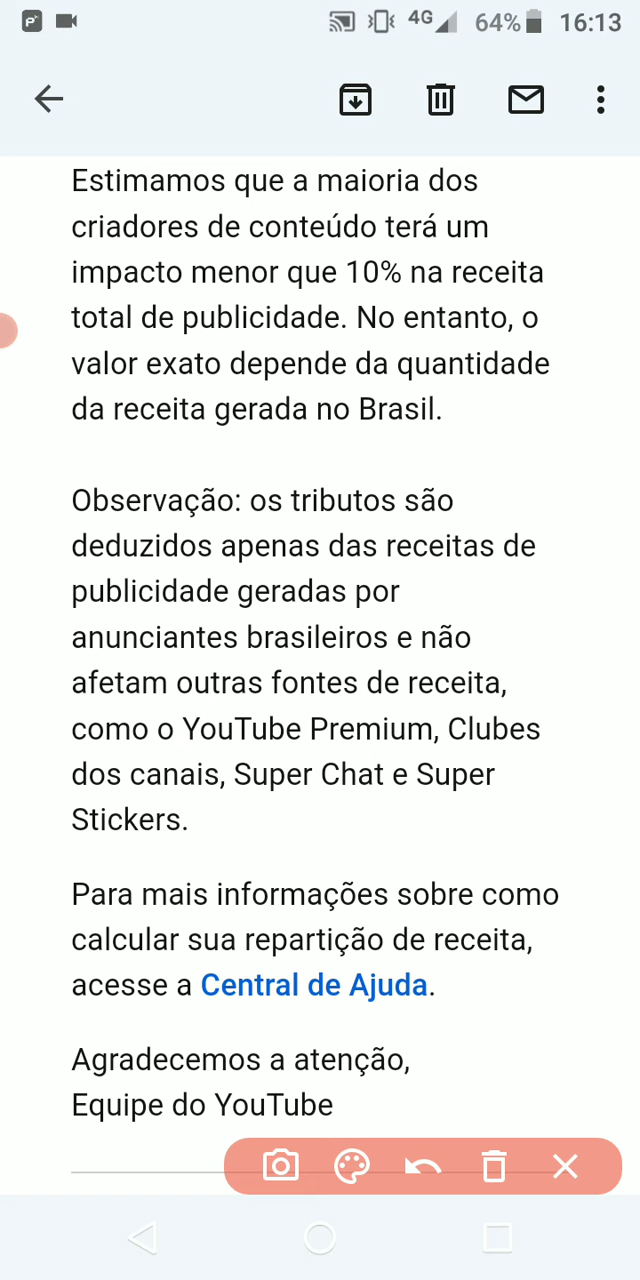 4G 64% 16:13
Estimamos que a maioria dos
criadores de conteúdo terá um
impacto menor que 10% na receita
total de publicidade. No entanto, o
valor exato depende da quantidade
da receita gerada no Brasil.
Observação: os tributos são
deduzidos apenas das receitas de
publicidade geradas por
anunciantes brasileiros e não
afetam outras fontes de receita,
como o YouTube Premium, Clubes
dos canais, Super Chat e Super
Stickers.
Para mais informações sobre como
calcular sua repartição de receita,
acesse a Central de Ajuda.
Agradecemos a atenção,
Equipe do YouTube